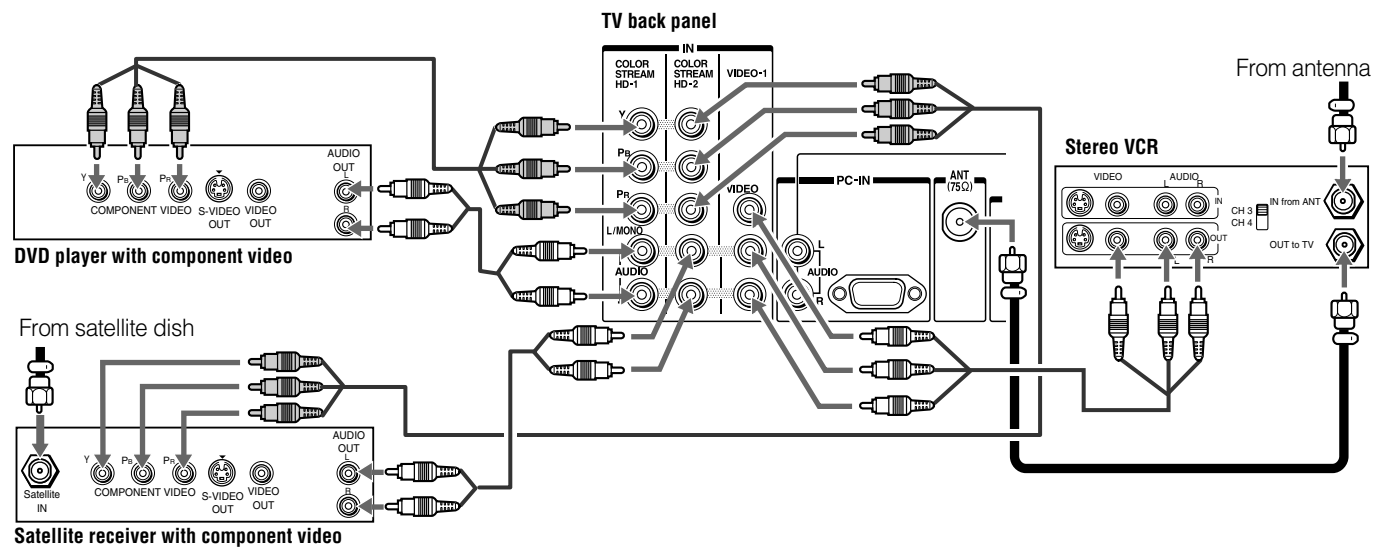 TV back panel
IN
COLOR
STREAM
HD-1
COLOR
STREAM
HD-2
VIDEO-1
Y
PB
PR
L/MONO
AUDIO
VIDEO
PC-IN
L
AUDIO
R
ANT
(75Ω)
From antenna
Stereo VCR
VIDEO
AUDIO
L
R
IN
CH 3
CH 4
IN from ANT
OUT
L
R
OUT to TV
Y
PB
PR
COMPONENT VIDEO
S-VIDEO
OUT
VIDEO
OUT
AUDIO
OUT
L
R
DVD player with component video
From satellite dish
Satellite
IN
Y
PB
PR
COMPONENT VIDEO
S-VIDEO
OUT
VIDEO
OUT
AUDIO
OUT
L
R
Satellite receiver with component video